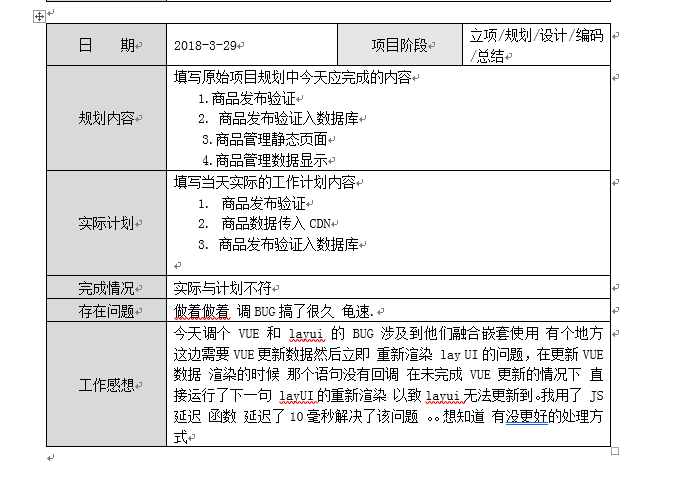 日 期 2018-3-29 项目阶段 立项/规划/设计/编码
/总结
规划内容
填写原始项目规划中今天应完成的内容
1.商品发布验证
2. 商品发布验证入数据库
3.商品管理静态页面
4.商品管理数据显示
实际计划
填写当天实际的工作计划内容
1. 商品发布验证
2. 商品数据传入 CDN
3. 商品发布验证入数据库
完成情况 实际与计划不符
存在问题 做着做着 调 BUG 搞了很久 龟速.
工作感想
今天调个 VUE 和 layui 的 BUG 涉及到他们融合嵌套使用 有个地方
这边需要 VUE 更新数据然后立即 重新渲染 lay UI 的问题，在更新 VUE
数据 渲染的时候 那个语句没有回调 在未完成 VUE 更新的情况下 直
接运行了下一句 layUI 的重新渲染 以致 layui 无法更新到。我用了 JS
延迟 函数 延迟了 10 毫秒解决了该问题 。。想知道 有没更好的处理方
式